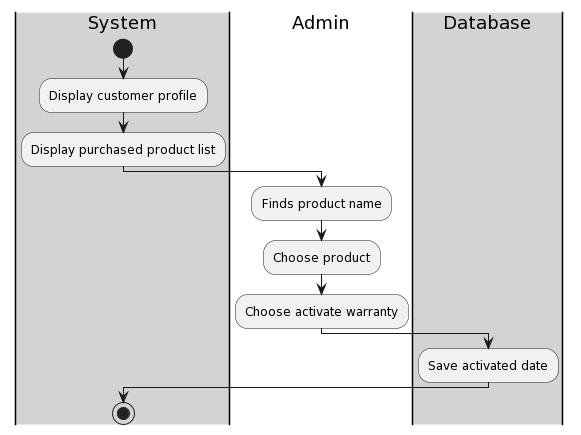 System
Admin
Database
Display customer profile
Display purchased product list
Finds product name
Choose product
Choose activate warranty
Save activated date